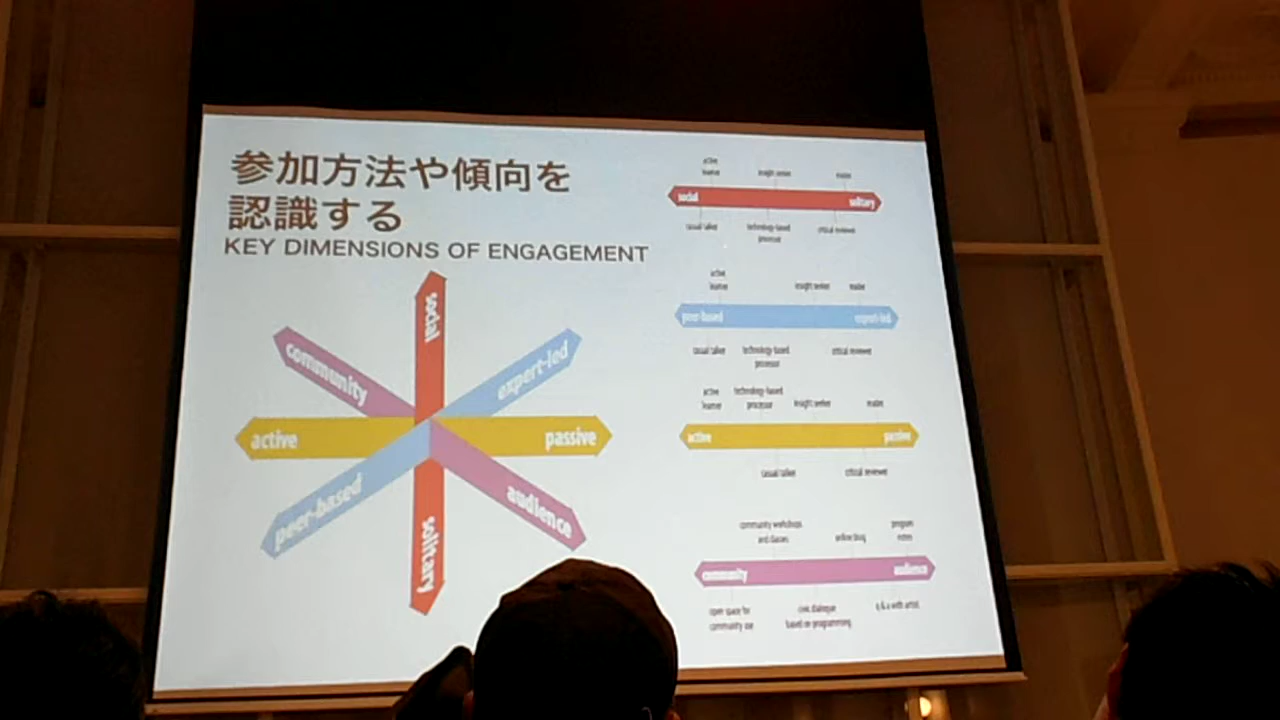 参加方法や傾向を
認識する
KEY DIMENSIONS OF ENGAGEMENT
social
community
expert-led
active
passive
peer-based
audience
solitary
active
learner
insight seeker
maker
social
solitary
casual talker
technology-based
processor
critical reviewer
active
learner
insight seeker
maker
peer-based
expert-led
casual talker
technology-based
processor
critical reviewer
active
learner
technology-based
processor
insight seeker
maker
active
passive
casual talker
critical reviewer
community workshops
and classes
online blog
program
notes
community
audience
open space for
community use
civic dialogue
based on programming
q & a with artist